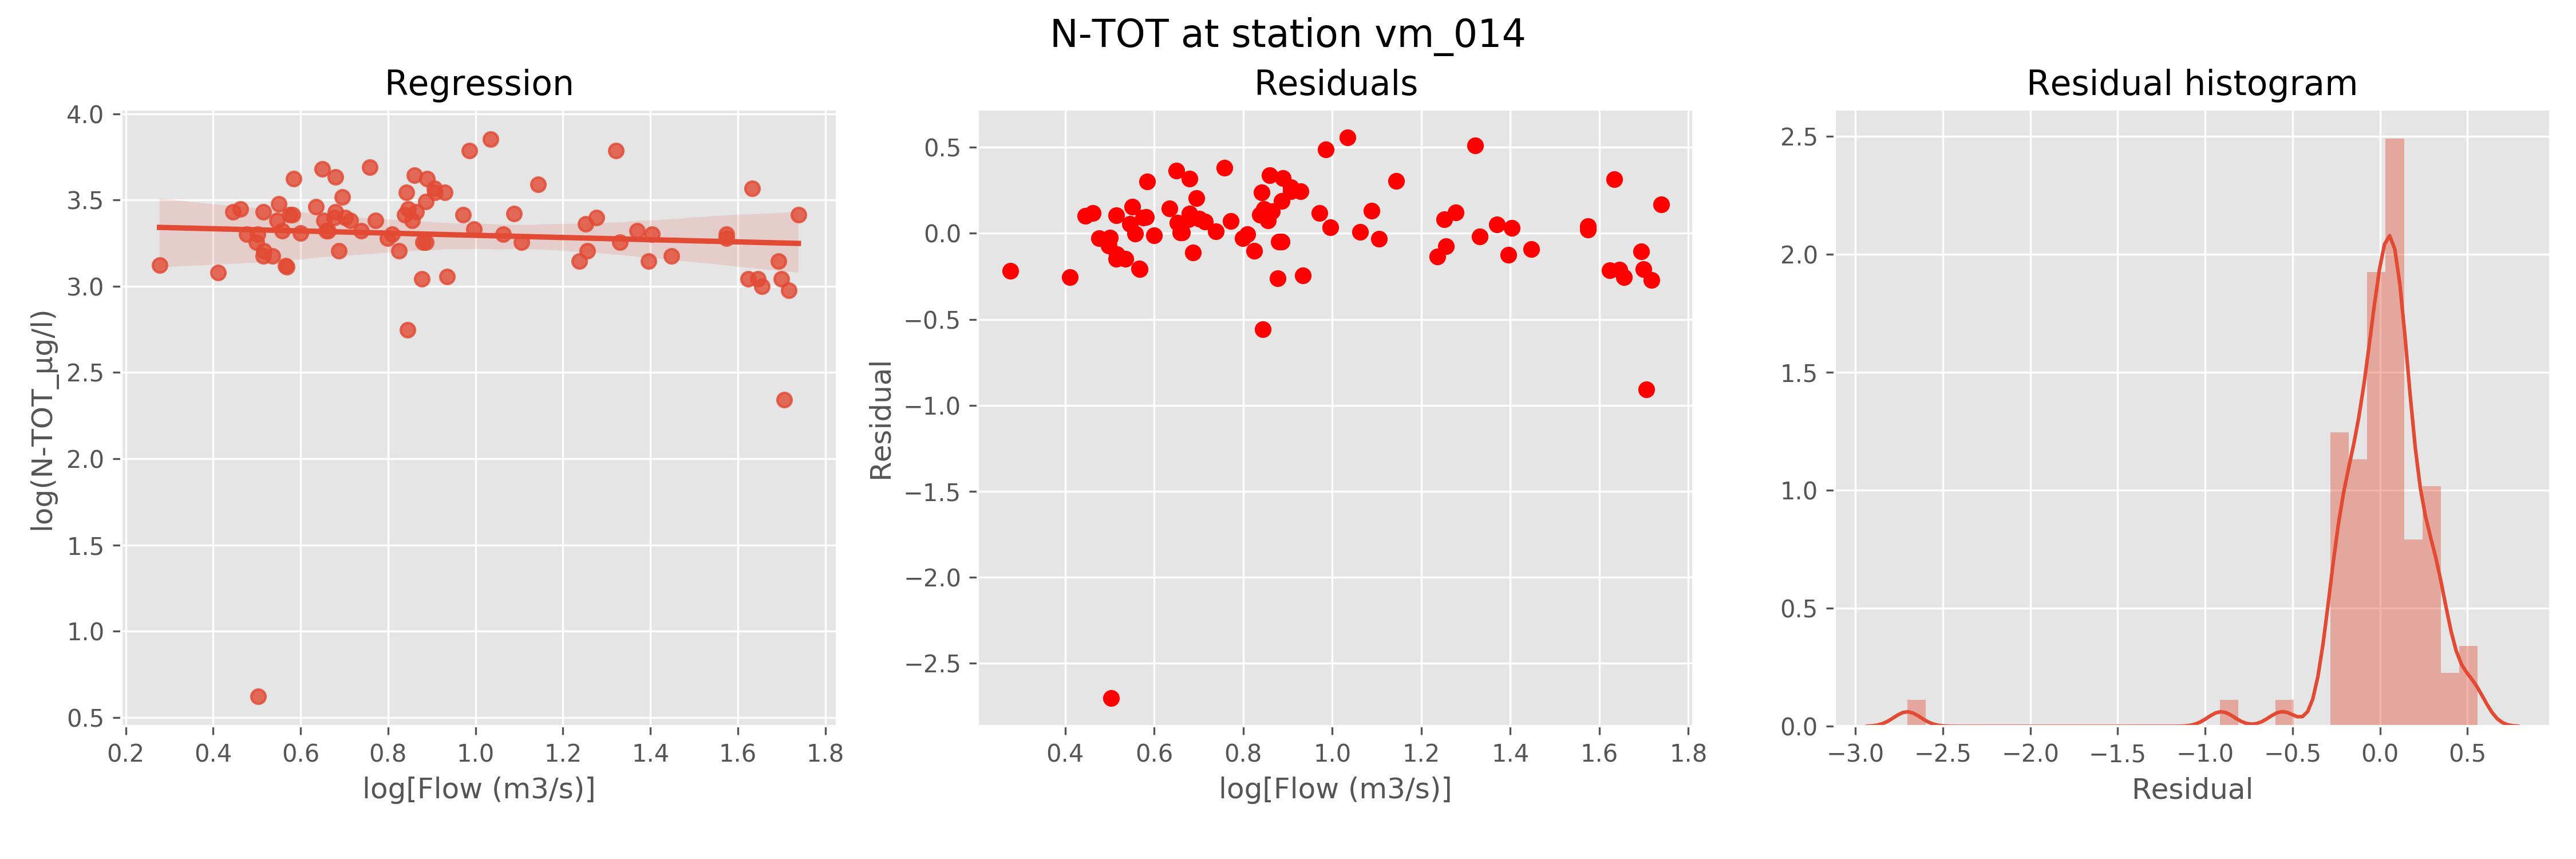 N-TOT at station vm_014
Regression
4.0
3.5
3.0
2.5
2.0
1.5
1.0
0.5
log(N-TOT_µg/l)
0.2 0.4 0.6 0.8 1.0 1.2 1.4 1.6 1.8
log[Flow (m3/s)]
Residuals
0.5
0.0
−0.5
−1.0
−1.5
−2.0
−2.5
Residual
0.4 0.6 0.8 1.0 1.2 1.4 1.6 1.8
log[Flow (m3/s)]
Residual histogram
2.5
2.0
1.5
1.0
0.5
0.0
−3.0 −2.5 −2.0 −1.5 −1.0 −0.5 0.0 0.5
Residual